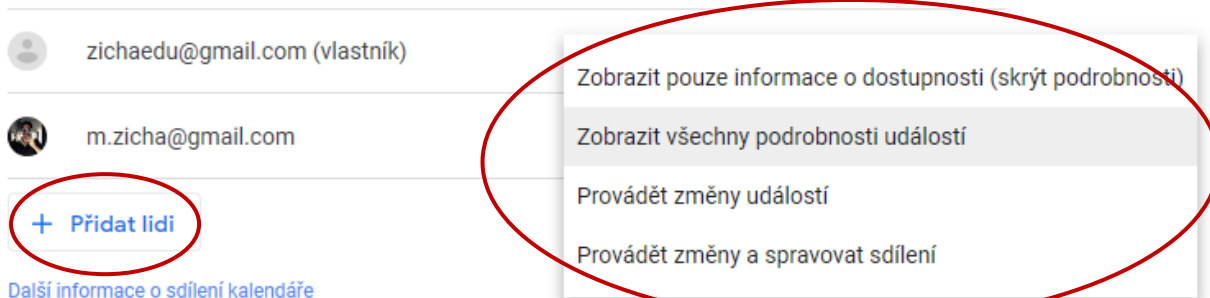 zichaedu@gmail.com (vlastník)
Zobrazit pouze informace o dostupnosti (skrýt podrobnosti)
m.zicha@gmail.com
Zobrazit všechny podrobnosti událostí
Provádět změny událostí
+ Přidat lidi
Provádět změny a spravovat sdílení
Další informace o sdílení kalendáře